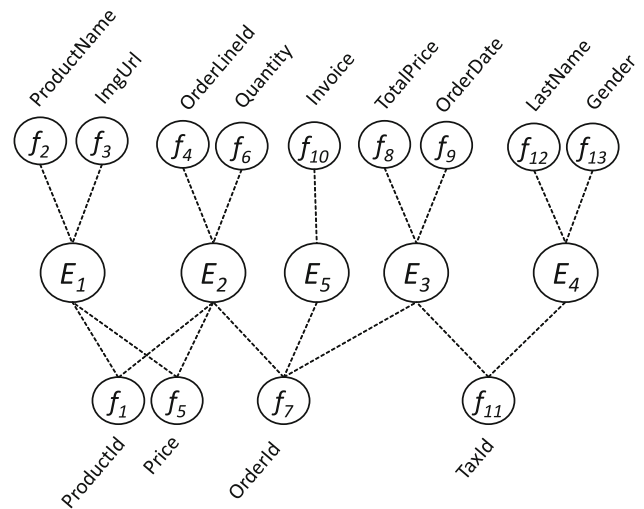 ProductName
ImgUrl
OrderLineId
Quantity
Invoice
TotalPrice
OrderDate
LastName
Gender
f2
f3
f4
f6
f10
f8
f9
f12
f13
E1
E2
E5
E3
E4
f1
f5
f7
f11
ProductId
Price
OrderId
TaxId